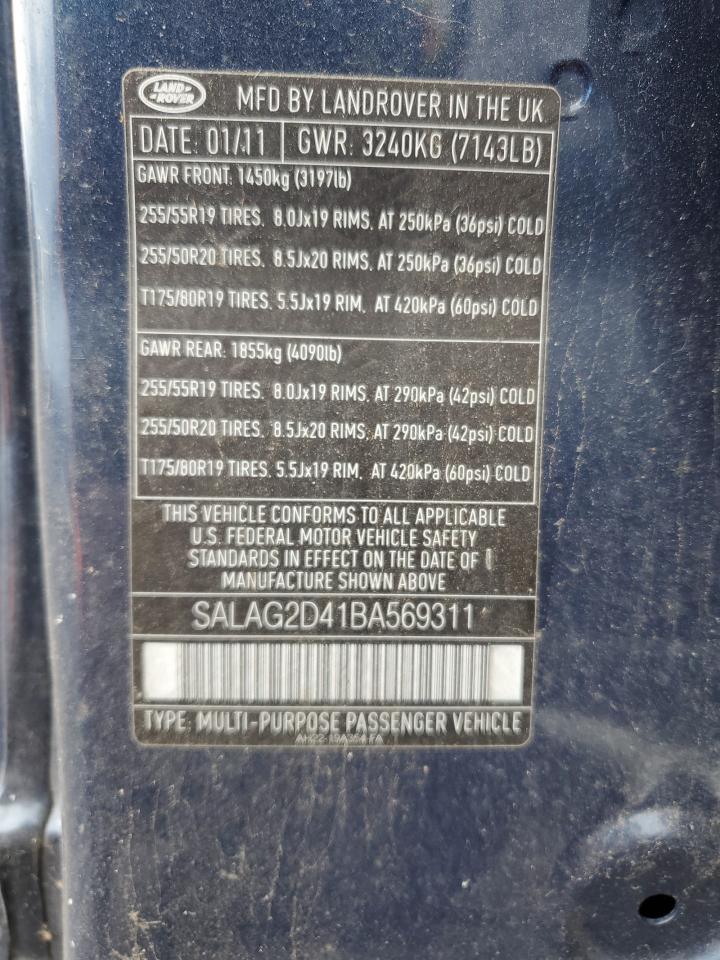 LAND ROVER
MFD BY LANDROVER IN THE UK
DATE: 01/11 GWR: 3240KG (7143LB)
GAWR FRONT: 1450kg (3197lb)
255/55R19 TIRES, 8.0Jx19 RIMS, AT 250kPa (36psi) COLD
255/50R20 TIRES, 8.5Jx20 RIMS, AT 250kPa (36psi) COLD
T175/80R19 TIRES, 5.5Jx19 RIM, AT 420kPa (60psi) COLD
GAWR REAR: 1855kg (4090lb)
255/55R19 TIRES, 8.0Jx19 RIMS, AT 290kPa (42psi) COLD
255/50R20 TIRES, 8.5Jx20 RIMS, AT 290kPa (42psi) COLD
T175/80R19 TIRES, 5.5Jx19 RIM, AT 420kPa (60psi) COLD
THIS VEHICLE CONFORMS TO ALL APPLICABLE
U.S. FEDERAL MOTOR VEHICLE SAFETY
STANDARDS IN EFFECT ON THE DATE OF
MANUFACTURE SHOWN ABOVE
SALAG2D41BA569311
TYPE: MULTI-PURPOSE PASSENGER VEHICLE